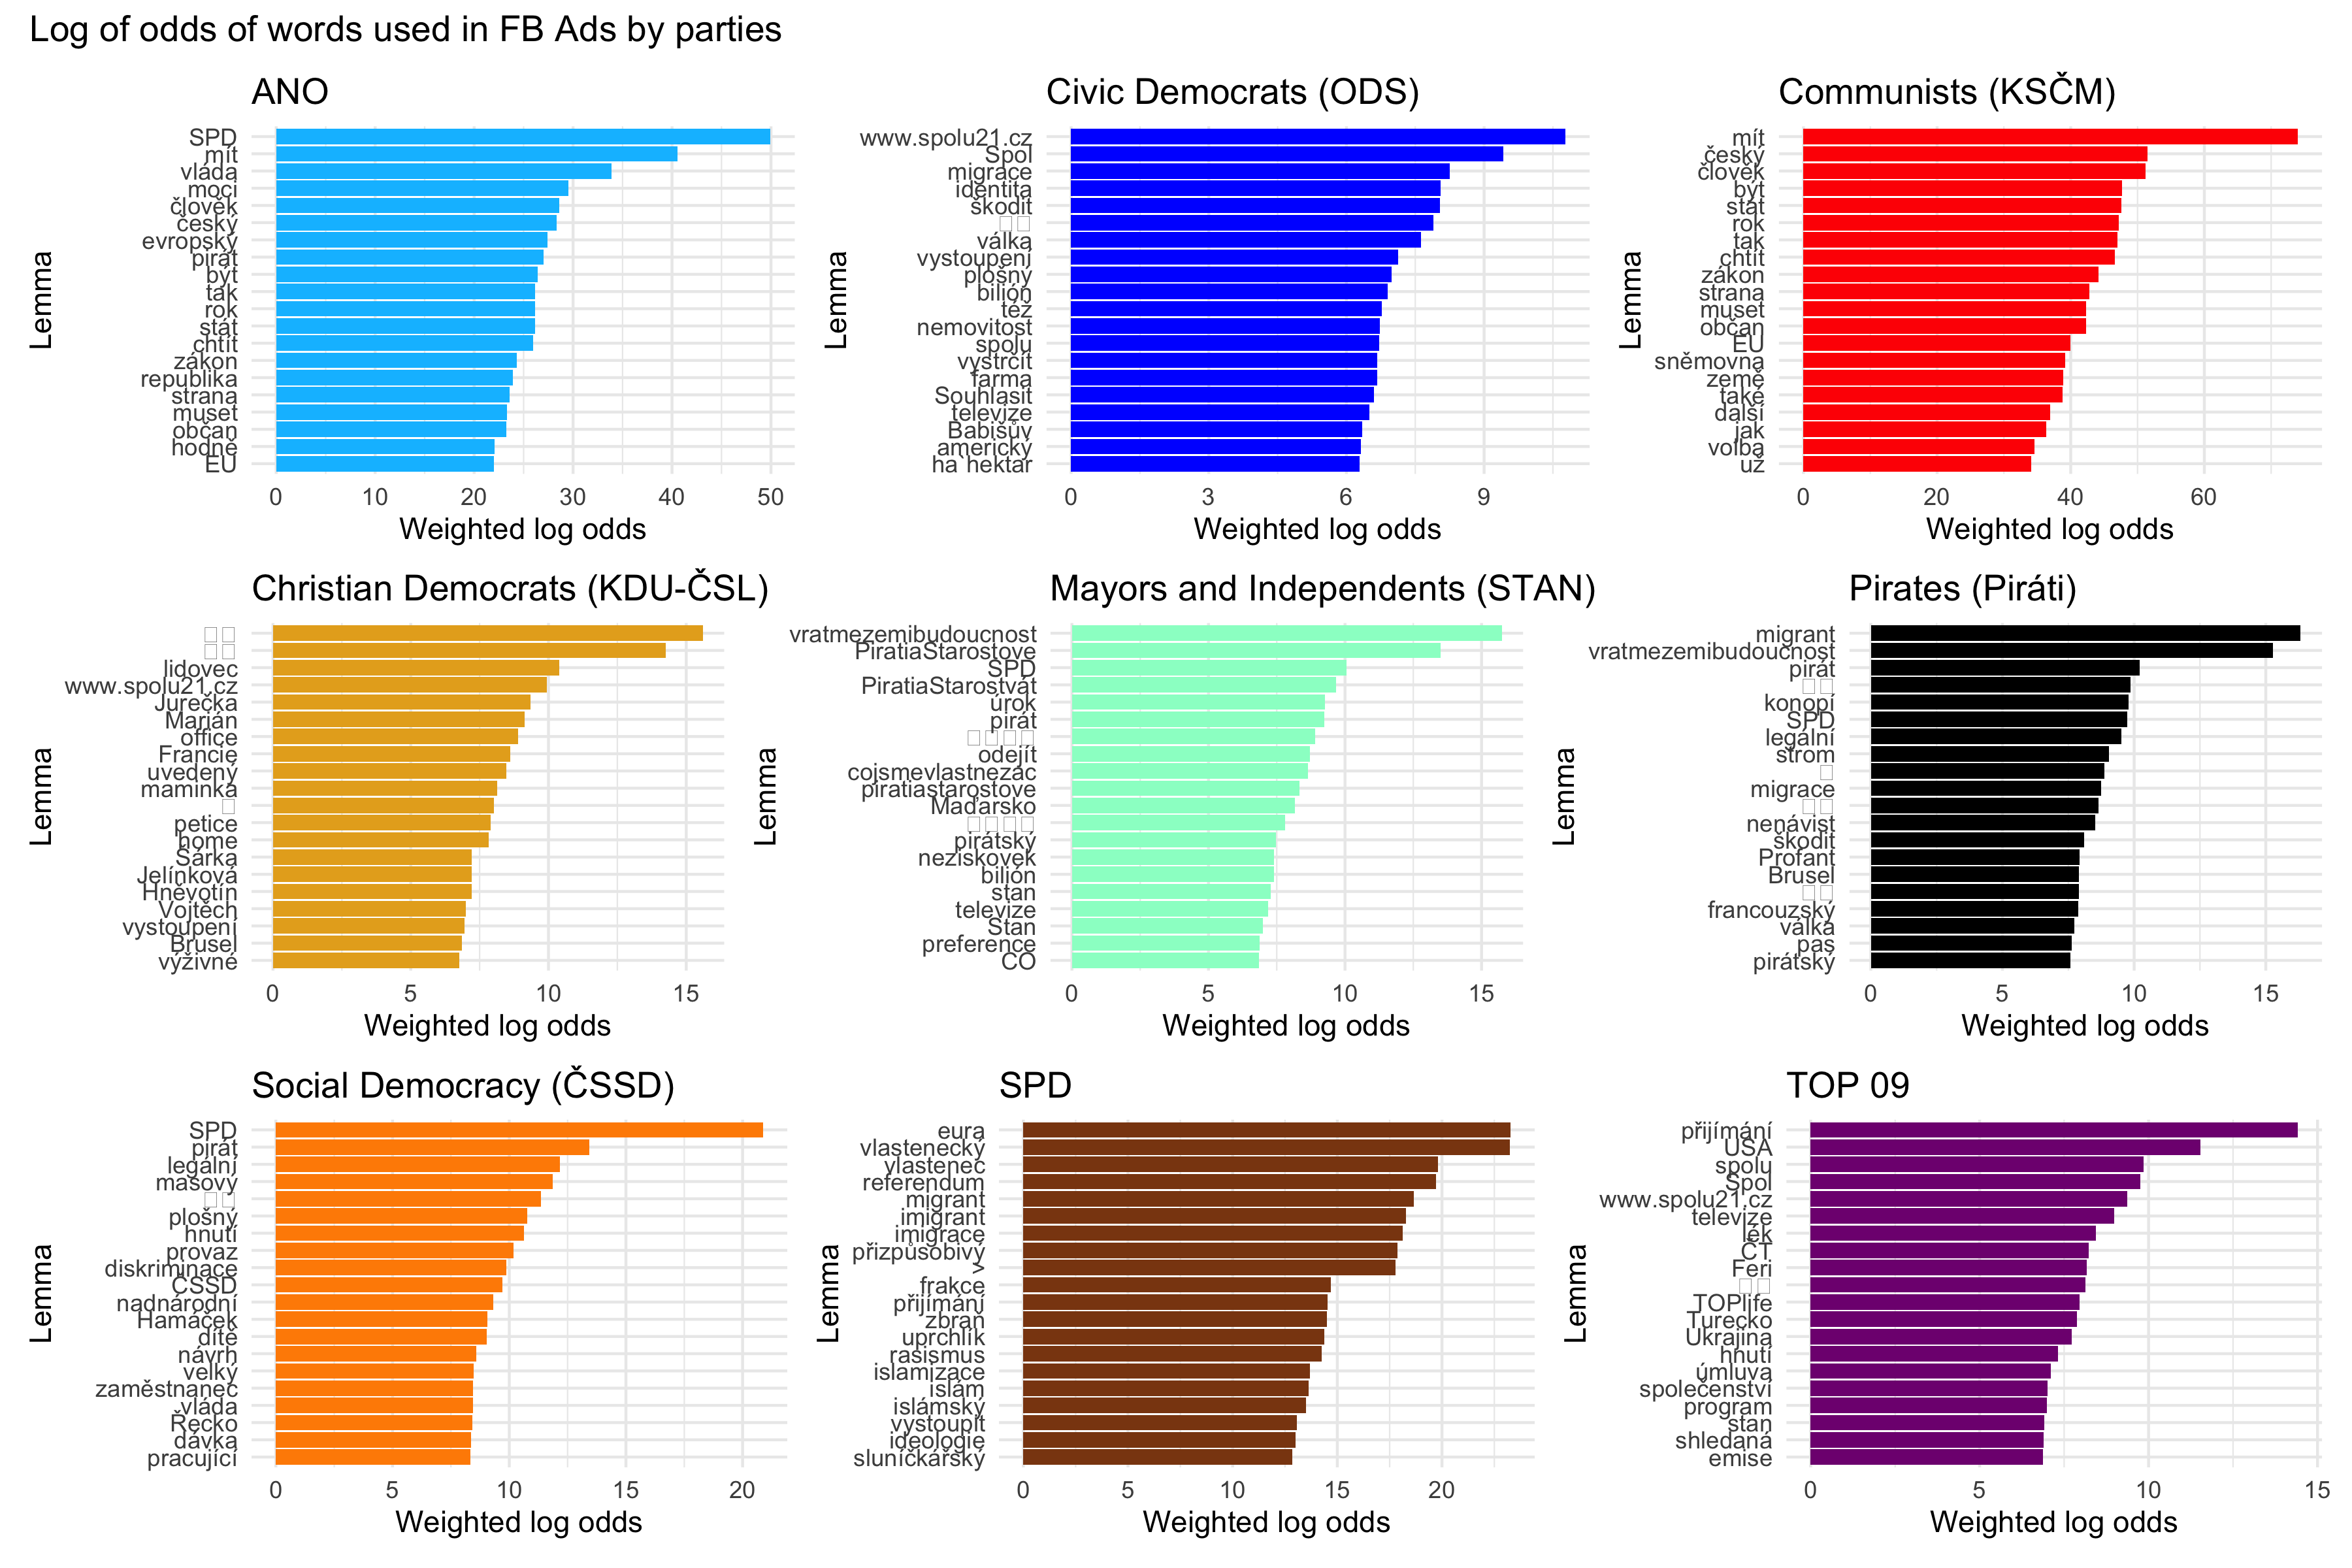 Log of odds of words used in FB Ads by parties
ANO
SPD
mít
vláda
moci
člověk
český
evropský
pirát
být
tak
rok
stát
chtít
zákon
republika
strana
muset
občan
hodně
EU
0 10 20 30 40 50
Weighted log odds
Lemma
Civic Democrats (ODS)
www.spolu21.cz
Spol
migrace
identita
škodit
válka
vystoupení
plošný
bilión
též
nemovitost
spolu
vystrčit
farma
Souhlasit
televize
Babišův
americký
ha`hektar
0 3 6 9
Weighted log odds
Lemma
Communists (KSČM)
mít
český
člověk
být
stát
rok
tak
chtít
zákon
strana
muset
občan
EU
sněmovna
země
také
další
jak
volba
už
0 20 40 60
Weighted log odds
Lemma
Christian Democrats (KDU-ČSL)
lidovec
www.spolu21.cz
Jurečka
Marián
office
Francie
uvedený
maminka
petice
home
Šárka
Jelínková
Hněvotín
Vojtěch
vystoupení
Brusel
výživné
0 5 10 15
Weighted log odds
Lemma
Mayors and Independents (STAN)
vratmezemibudoucnost
PiratiaStarostove
SPD
PiratiaStarostvát
úrok
pirát
odejít
cojsmevlastnezac
piratiastarostove
Maďarsko
pirátský
neziskovek
bilión
stan
televize
Stan
preference
CO
0 5 10 15
Weighted log odds
Lemma
Pirates (Piráti)
migrant
vratmezemibudoucnost
pirát
konopí
SPD
legální
strom
migrace
nenávist
škodit
Profant
Brusel
francouzský
válka
pas
pirátský
0 5 10 15
Weighted log odds
Lemma
Social Democracy (ČSSD)
SPD
pirát
legální
masový
plošný
hnutí
provaz
diskriminace
ČSSD
nadnárodní
Hamáček
dítě
návrh
velký
zaměstnanec
vláda
Řecko
dávka
pracující
0 5 10 15 20
Weighted log odds
Lemma
SPD
eura
vlastenecký
vlastenec
referendum
migrant
imigrant
imigrace
přizpůsobivý
>
frakce
přijímání
zbraň
uprchlík
rasismus
islamizace
islám
islámský
vystoupit
ideologie
sluníčkářský
0 5 10 15 20
Weighted log odds
Lemma
TOP 09
přijímání
USA
spolu
Spol
www.spolu21.cz
televize
lék
ČT
Feri
TOPlife
Turecko
Ukrajina
hnutí
úmluva
společenství
program
stan
shledaná
emise
0 5 10 15
Weighted log odds
Lemma